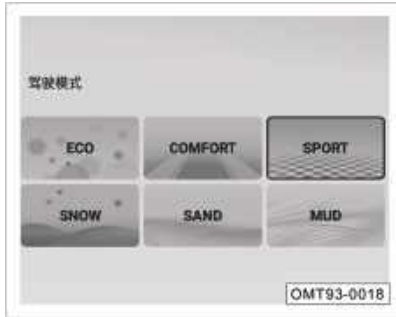 驾驶模式
ECO
COMFORT
SPORT
SNOW
SAND
MUD
OMT93-0018